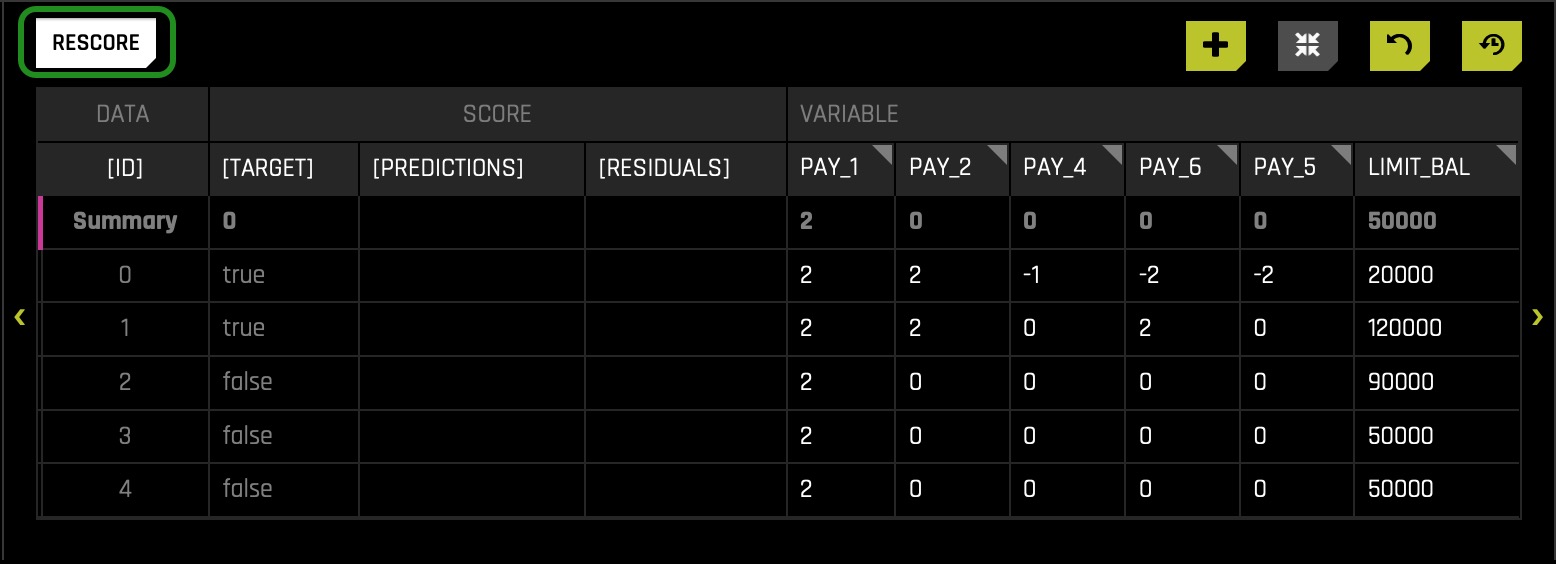 RESCORE
DATA SCORE VARIABLE
[ID] [TARGET] [PREDICTIONS] [RESIDUALS] PAY_1 PAY_2 PAY_4 PAY_6 PAY_5 LIMIT_BAL
Summary 0 2 0 0 0 0 50000
0 true 2 2 -1 -2 -2 20000
1 true 2 2 0 2 0 120000
2 false 2 0 0 0 0 90000
3 false 2 0 0 0 0 50000
4 false 2 0 0 0 0 50000